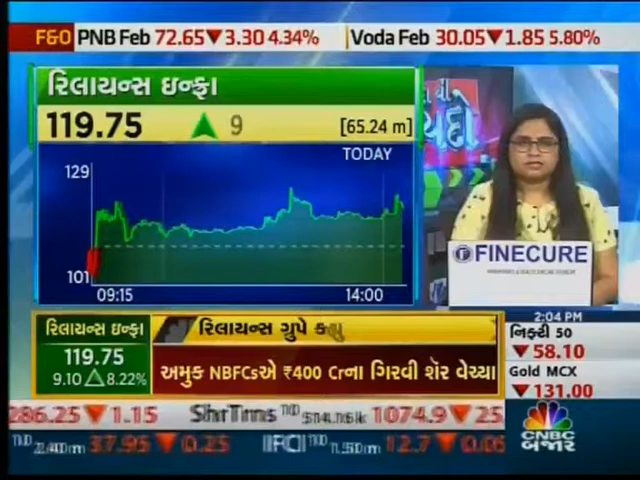 F&O PNB Feb 72.65▼3.30 4.34% Voda Feb 30.05▼1.85 5.80%
રિલાયન્સ ઇન્ફ્રા
119.75 ▲ 9 [65.24 m]
TODAY
129
101
09:15 14:00
FINECURE
2:04 PM
રિલાયન્સ ઇન્ફ્રા
119.75
9.10 △ 8.22%
રિલાયન્સ ગ્રુપે
અમુક NBFCsએ ₹400 Crના ગિરવી શૅર વેચ્યા
નિફ્ટી 50
▼ 58.10
Gold MCX
▼ 131.00
286.25 ▼ 1.15 1074.9 ▼ 25
37.95 ▼ 0.25 IFCI 12.7 ▼ 0.05
CNBC
બજાર